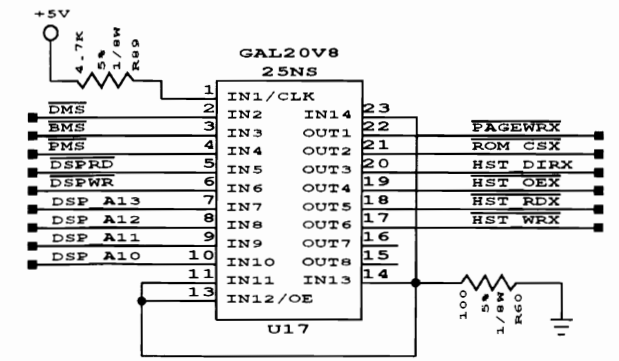 +5V
4.7K
5%
1/8W
R89
GAL20V8
25NS
1 IN1/CLK
DMS 2 IN2 IN14 23
BMS 3 IN3 OUT1 22 PAGEWRX
PMS 4 IN4 OUT2 21 ROM CSX
DSPRD 5 IN5 OUT3 20 HST DIRX
DSPWR 6 IN6 OUT4 19 HST OEX
DSP A13 7 IN7 OUT5 18 HST RDX
DSP A12 8 IN8 OUT6 17 HST WRX
DSP A11 9 IN9 OUT7 16
DSP A10 10 IN10 OUT8 15
11 IN11 IN13 14
13 IN12/OE
100
5%
1/8W
R60
U17